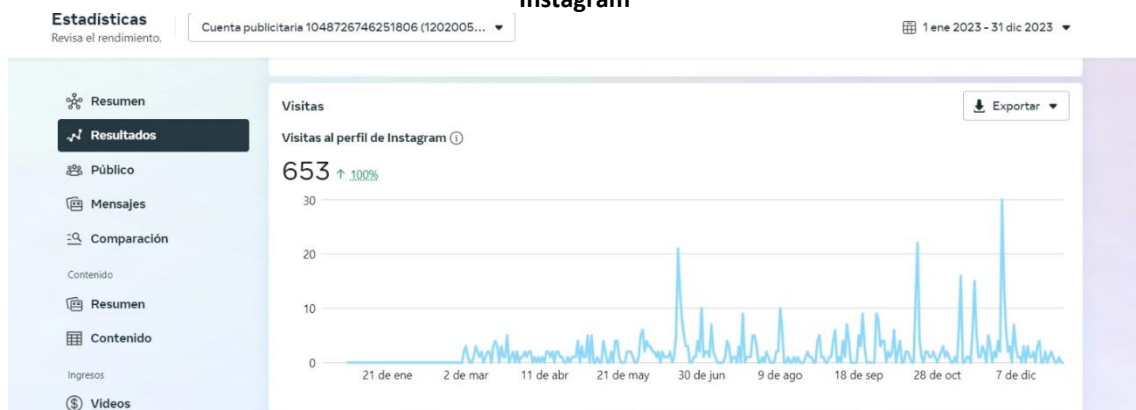 Instagram
Estadísticas
Revisa el rendimiento.
Cuenta publicitaria 1048726746251806 (1202005...
1 ene 2023 - 31 dic 2023
Resumen
Resultados
Público
Mensajes
Comparación
Contenido
Resumen
Contenido
Ingresos
Videos
Visitas
Exportar
Visitas al perfil de Instagram
653 ↑ 100%
30
20
10
0
21 de ene 2 de mar 11 de abr 21 de may 30 de jun 9 de ago 18 de sep 28 de oct 7 de dic